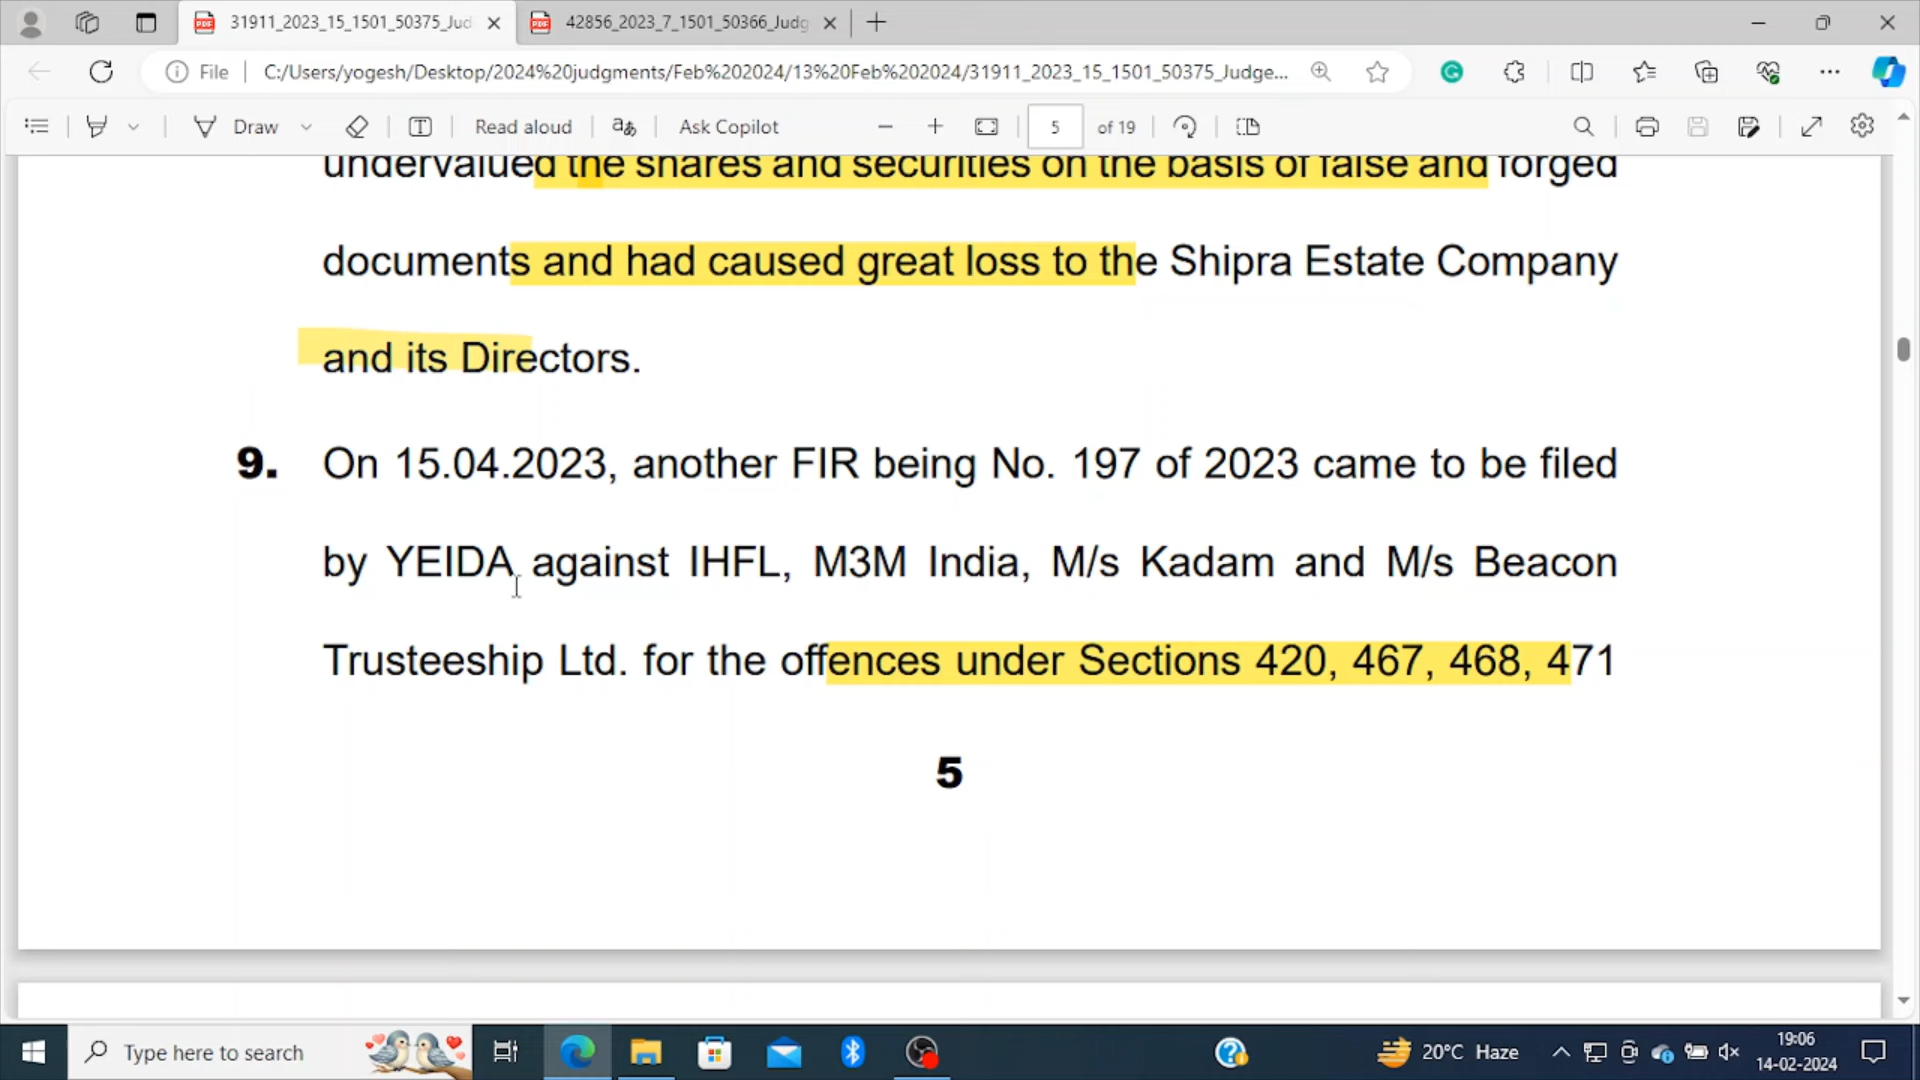 31911_2023_15_1501_50375_Jud
42856_2023_7_1501_50366_Judg
File
C:/Users/yogesh/Desktop/2024%20judgments/Feb%202024/13%20Feb%202024/31911_2023_15_1501_50375_Judge...
Draw
Read aloud
Ask Copilot
5 of 19
undervalued the shares and securities on the basis of false and forged
documents and had caused great loss to the Shipra Estate Company
and its Directors.
9. On 15.04.2023, another FIR being No. 197 of 2023 came to be filed
by YEIDA against IHFL, M3M India, M/s Kadam and M/s Beacon
Trusteeship Ltd. for the offences under Sections 420, 467, 468, 471
5
Type here to search
20°C Haze
19:06
14-02-2024